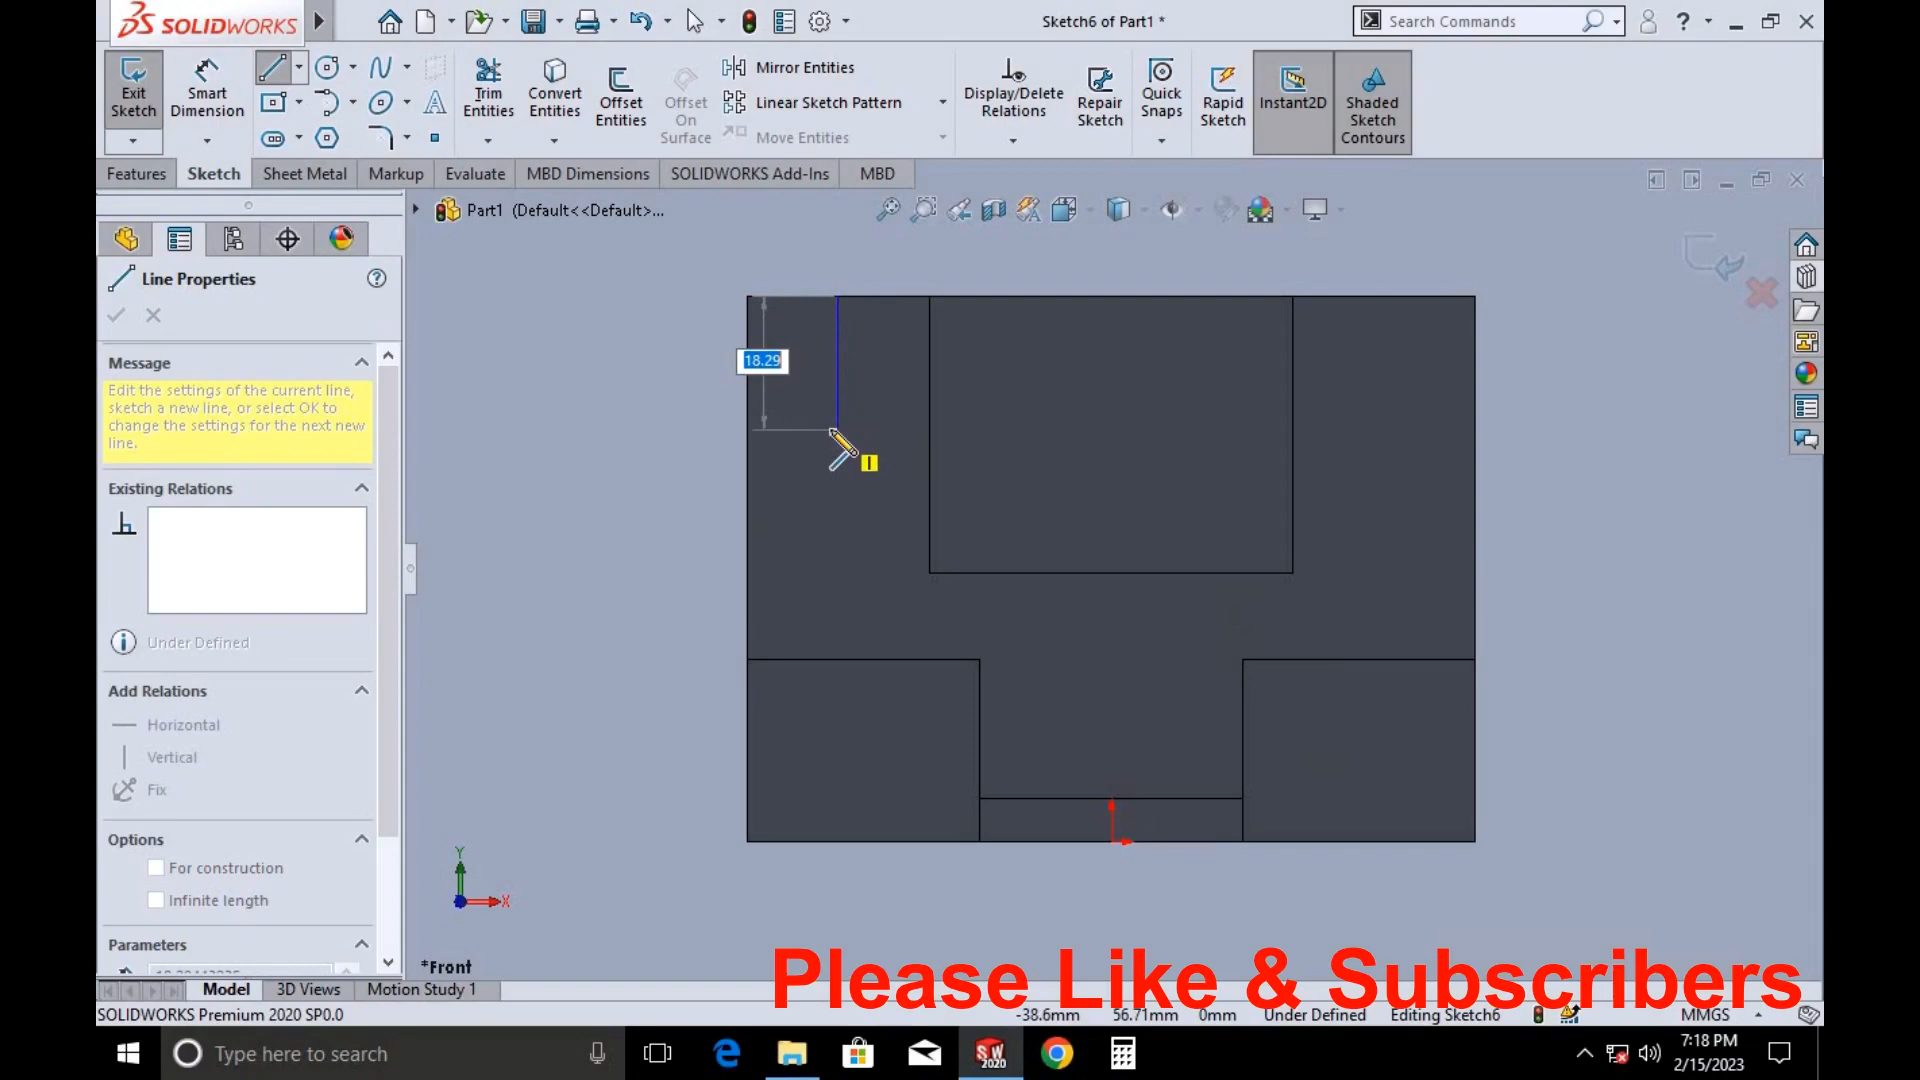 SOLIDWORKS
Sketch6 of Part1 *
Search Commands
Exit Sketch
Smart Dimension
Trim Entities
Convert Entities
Offset Entities
Offset On Surface
Mirror Entities
Linear Sketch Pattern
Move Entities
Display/Delete Relations
Repair Sketch
Quick Snaps
Rapid Sketch
Instant2D
Shaded Sketch Contours
Features
Sketch
Sheet Metal
Markup
Evaluate
MBD Dimensions
SOLIDWORKS Add-Ins
MBD
Part1 (Default<<Default>...
Line Properties
Message
Edit the settings of the current line,
sketch a new line, or select OK to
change the settings for the next new
line.
Existing Relations
Under Defined
Add Relations
Horizontal
Vertical
Fix
Options
For construction
Infinite length
Parameters
18.29
Y
X
*Front
Please Like & Subscribers
Model
3D Views
Motion Study 1
SOLIDWORKS Premium 2020 SP0.0
-38.6mm
56.71mm
0mm
Under Defined
Editing Sketch6
MMGS
Type here to search
SW
2020
7:18 PM
2/15/2023